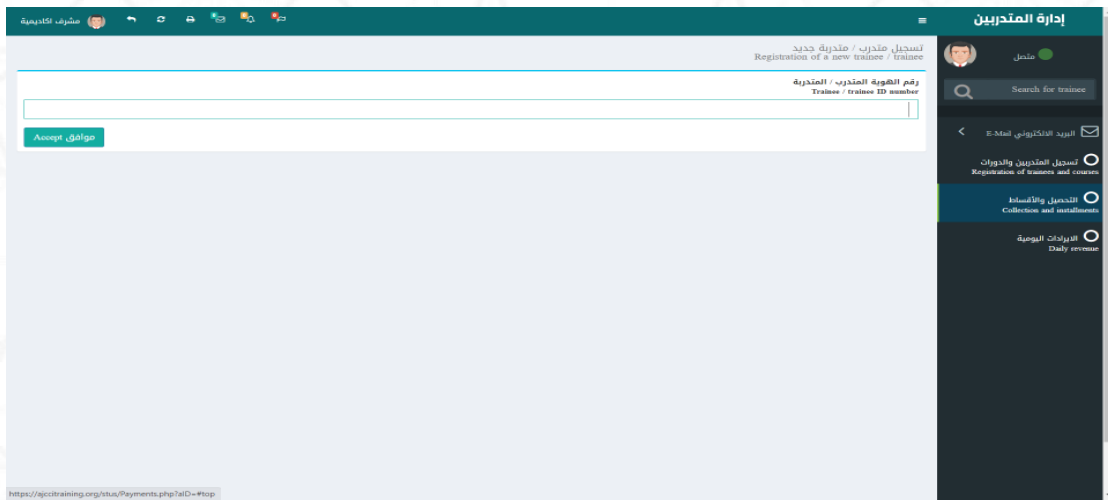 إدارة المتدربين
مشرف اكاديمية
متصل
Search for trainee
البريد الالكتروني E-Mail
تسجيل المتدربين والدورات
Registration of trainees and courses
التحصيل والأقساط
Collection and installments
الايرادات اليومية
Daily revenue
تسجيل متدرب / متدربة جديد
Registration of a new trainee / trainee
رقم الهوية المتدرب / المتدربة
Trainee / trainee ID number
موافق Accept
https://ajccitraining.org/stus/Payments.php?aID=#top